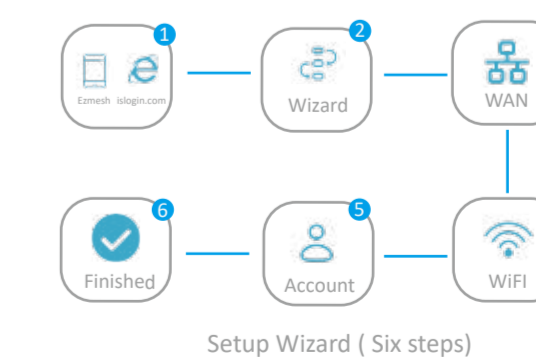 1
Ezmesh islogin.com
2
Wizard
WAN
6
Finished
5
Account
WiFI
Setup Wizard ( Six steps)